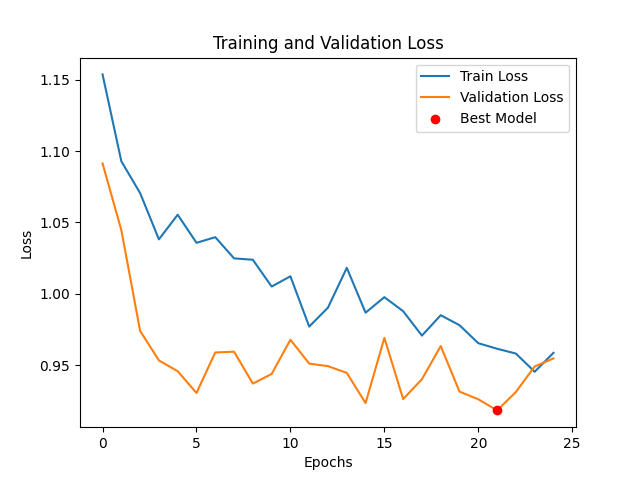 Training and Validation Loss
Train Loss
Validation Loss
Best Model
1.15
1.10
1.05
1.00
0.95
Loss
0 5 10 15 20 25
Epochs